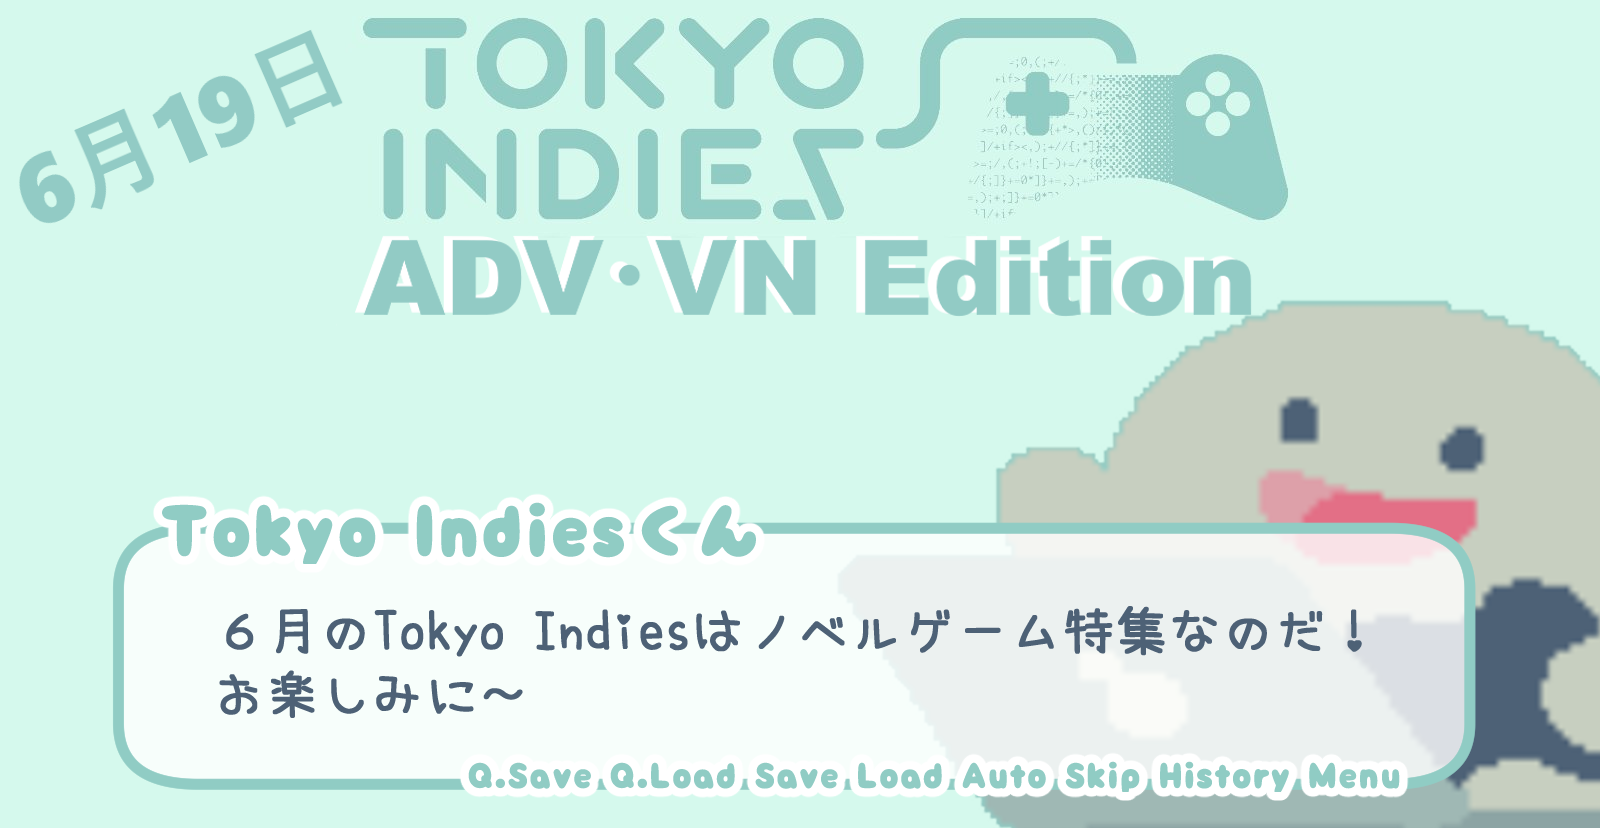 6月19日
TOKYO
INDIES
ADV・VN Edition
Tokyo Indiesくん
６月のTokyo Indiesはノベルゲーム特集なのだ！
お楽しみに～
Q.Save Q.Load Save Load Auto Skip History Menu